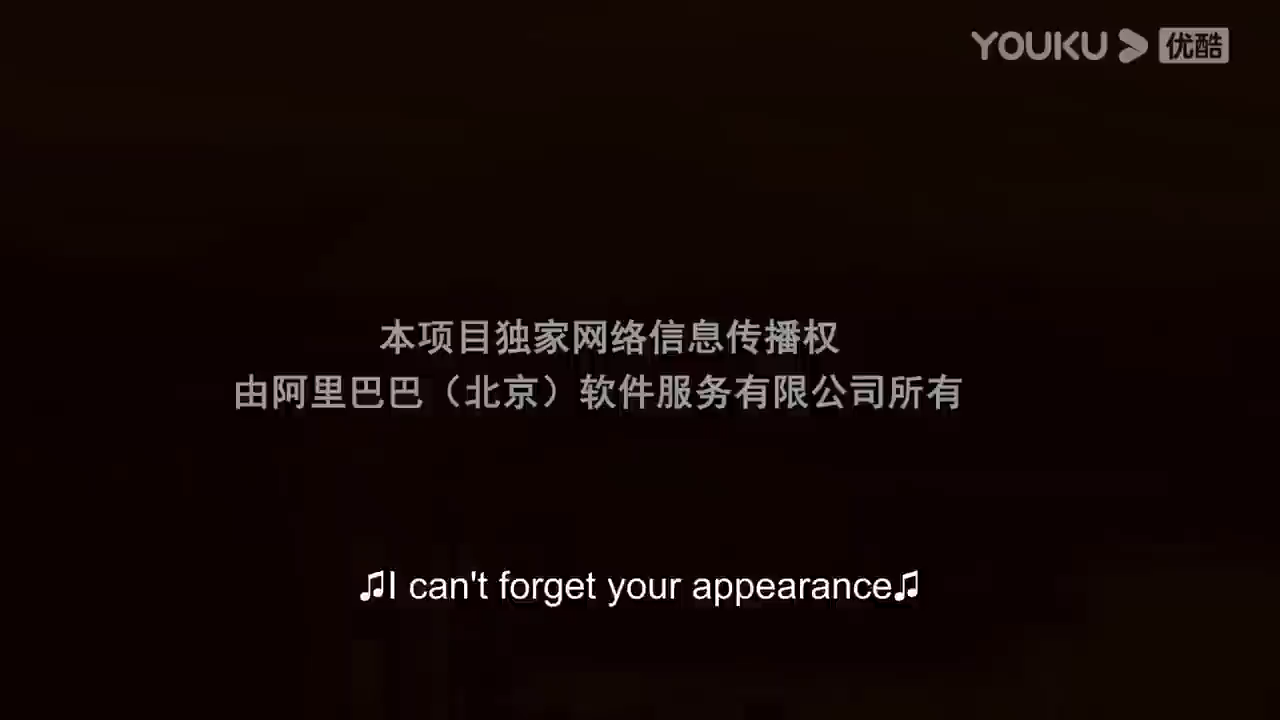 YOUKU 优酷
本项目独家网络信息传播权
由阿里巴巴（北京）软件服务有限公司所有
♫I can't forget your appearance♫